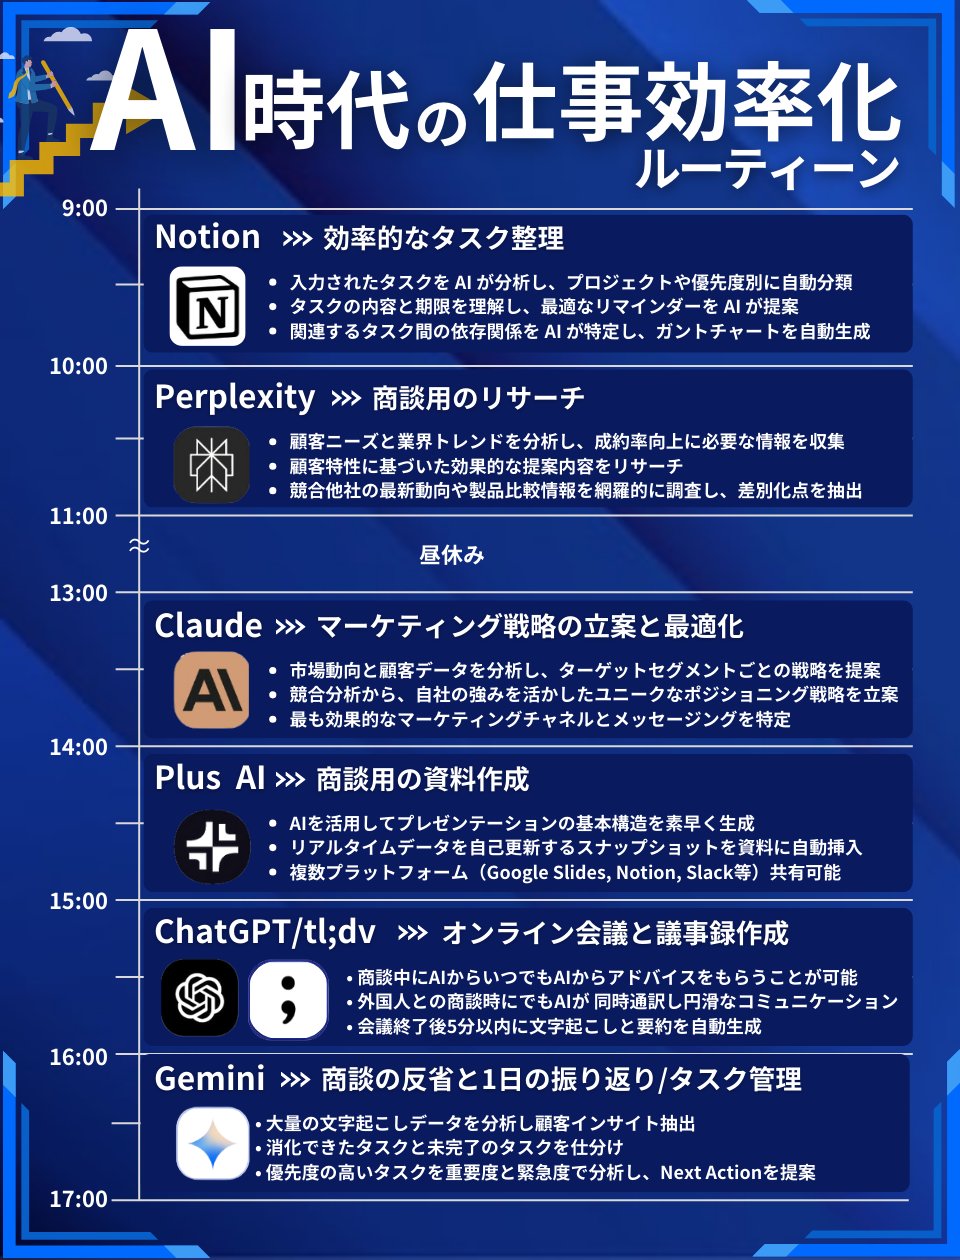 AI時代の仕事効率化
ルーティーン
9:00
Notion >>> 効率的なタスク整理
N
• 入力されたタスクを AI が分析し、プロジェクトや優先度別に自動分類
• タスクの内容と期限を理解し、最適なリマインダーを AI が提案
• 関連するタスク間の依存関係を AI が特定し、ガントチャートを自動生成
10:00
Perplexity >>> 商談用のリサーチ
• 顧客ニーズと業界トレンドを分析し、成約率向上に必要な情報を収集
• 顧客特性に基づいた効果的な提案内容をリサーチ
• 競合他社の最新動向や製品比較情報を網羅的に調査し、差別化点を抽出
11:00
昼休み
13:00
Claude >>> マーケティング戦略の立案と最適化
A\
• 市場動向と顧客データを分析し、ターゲットセグメントごとの戦略を提案
• 競合分析から、自社の強みを活かしたユニークなポジショニング戦略を立案
• 最も効果的なマーケティングチャネルとメッセージングを特定
14:00
Plus AI >>> 商談用の資料作成
• AIを活用してプレゼンテーションの基本構造を素早く生成
• リアルタイムデータを自己更新するスナップショットを資料に自動挿入
• 複数プラットフォーム（Google Slides, Notion, Slack等）共有可能
15:00
ChatGPT/tl;dv >>> オンライン会議と議事録作成
;
• 商談中にAIからいつでもAIからアドバイスをもらうことが可能
• 外国人との商談時にでもAIが 同時通訳し円滑なコミュニケーション
• 会議終了後5分以内に文字起こしと要約を自動生成
16:00
Gemini >>> 商談の反省と1日の振り返り/タスク管理
• 大量の文字起こしデータを分析し顧客インサイト抽出
• 消化できたタスクと未完了のタスクを仕分け
• 優先度の高いタスクを重要度と緊急度で分析し、Next Actionを提案
17:00